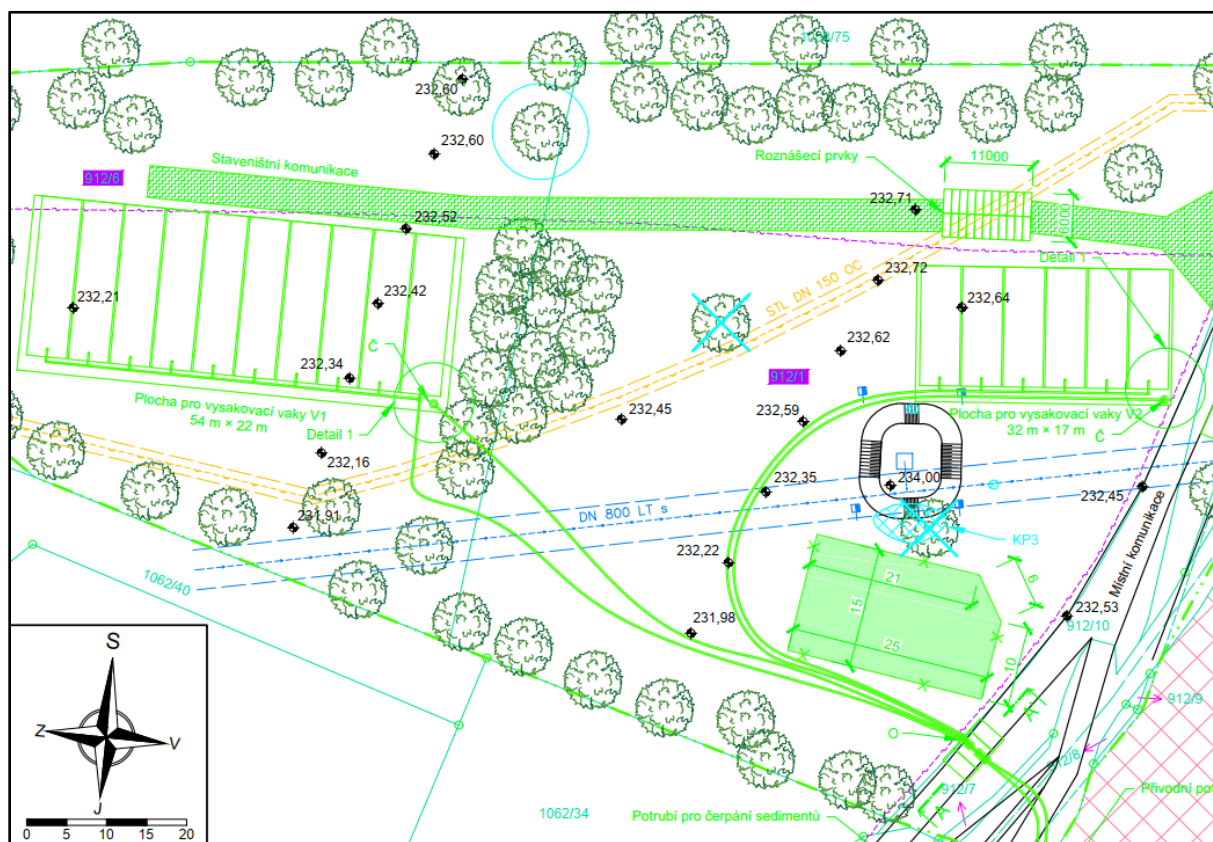 1062/75
232,60
232,60
Staveništní komunikace
Roznášecí prvky
11000
912/6
232,71
6000
232,52
Detail 1
232,72
STL DN 150 OC
232,21
232,42
232,64
232,62
Č
232,34
912/1
Plocha pro vysakovací vaky V1
54 m × 22 m
Detail 1
232,45
232,59
Plocha pro vysakovací vaky V2
32 m × 17 m
Č
232,16
232,35
234,00
232,45
231,91
DN 800 LT s
KP3
Místní komunikace
232,22
1062/40
21
15
6
232,53
912/10
231,98
25
10
S
Z
V
J
912/9
A
O
912/8
912/7
A
Přívodní pot
1062/34
Potrubí pro čerpání sedimentů
0 5 10 15 20